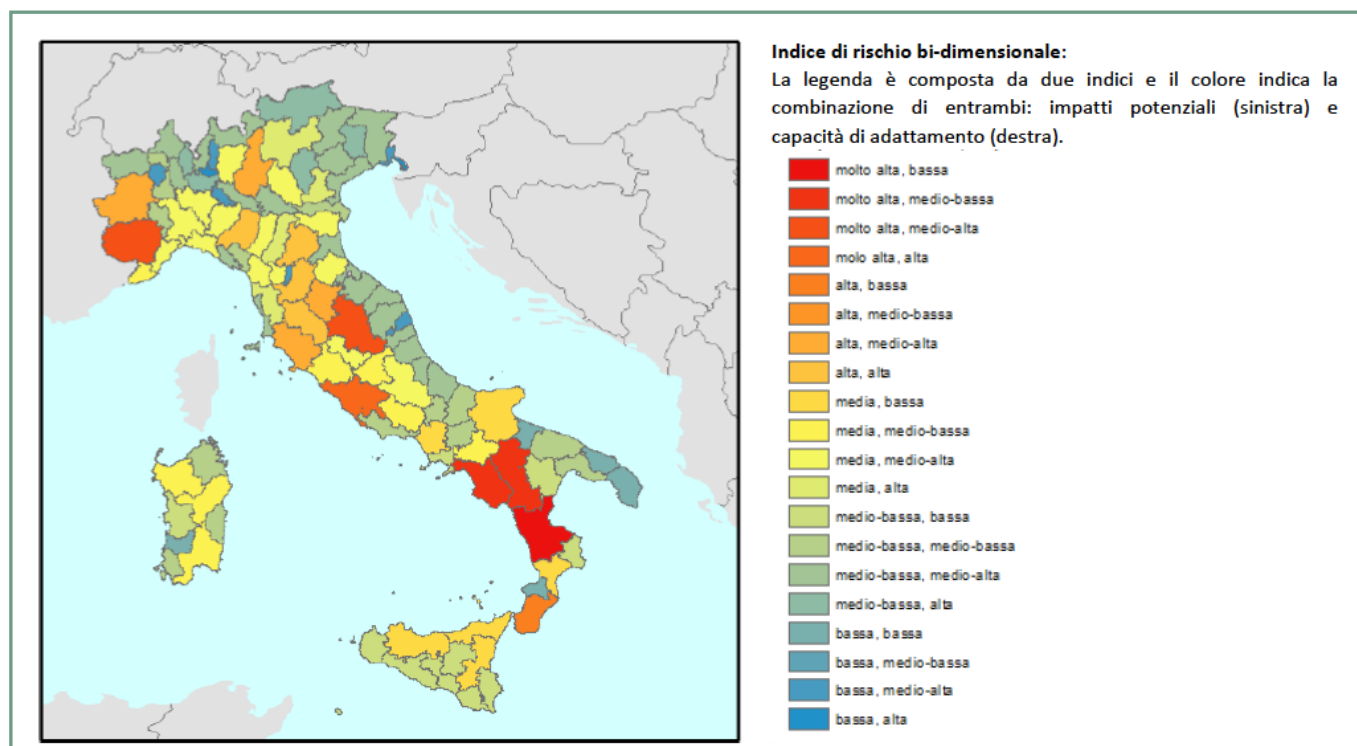 Indice di rischio bi-dimensionale:
La legenda è composta da due indici e il colore indica la
combinazione di entrambi: impatti potenziali (sinistra) e
capacità di adattamento (destra).
molto alta, bassa
molto alta, medio-bassa
molto alta, medio-alta
molo alta, alta
alta, bassa
alta, medio-bassa
alta, medio-alta
alta, alta
media, bassa
media, medio-bassa
media, medio-alta
media, alta
medio-bassa, bassa
medio-bassa, medio-bassa
medio-bassa, medio-alta
medio-bassa, alta
bassa, bassa
bassa, medio-bassa
bassa, medio-alta
bassa, alta